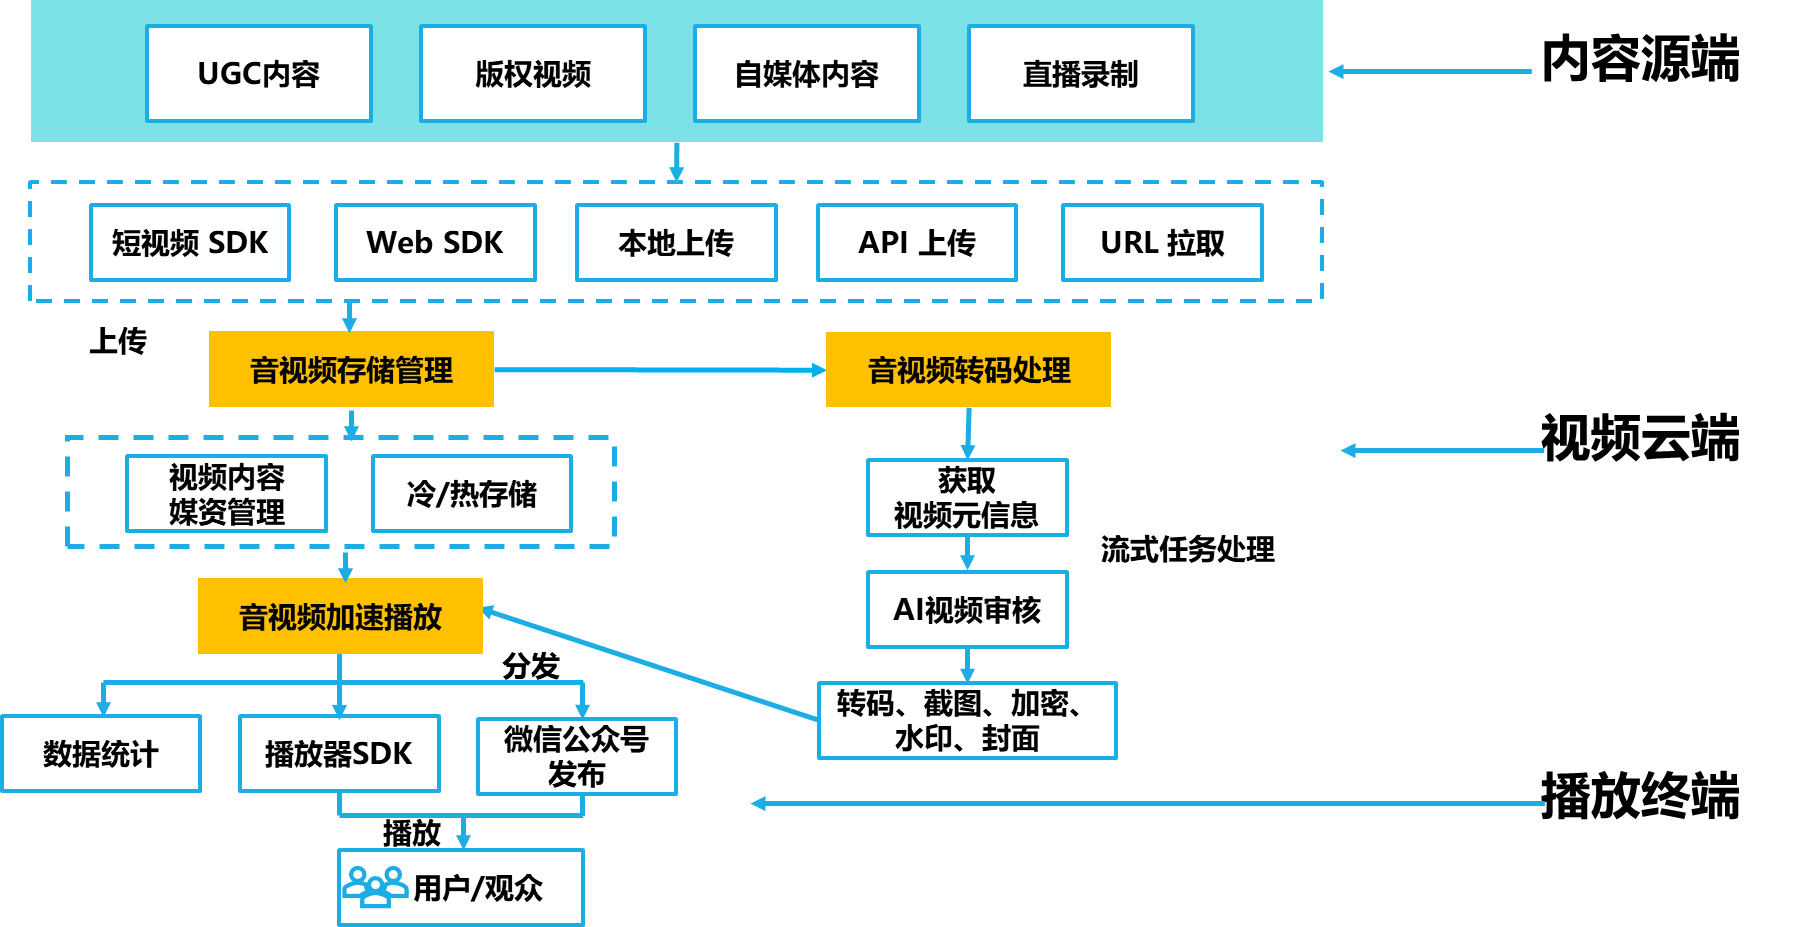 UGC内容
版权视频
自媒体内容
直播录制
内容源端
短视频 SDK
Web SDK
本地上传
API 上传
URL 拉取
上传
音视频存储管理
音视频转码处理
视频云端
视频内容
媒资管理
冷/热存储
获取
视频元信息
流式任务处理
音视频加速播放
AI视频审核
分发
转码、截图、加密、
水印、封面
数据统计
播放器SDK
微信公众号
发布
播放终端
播放
用户/观众